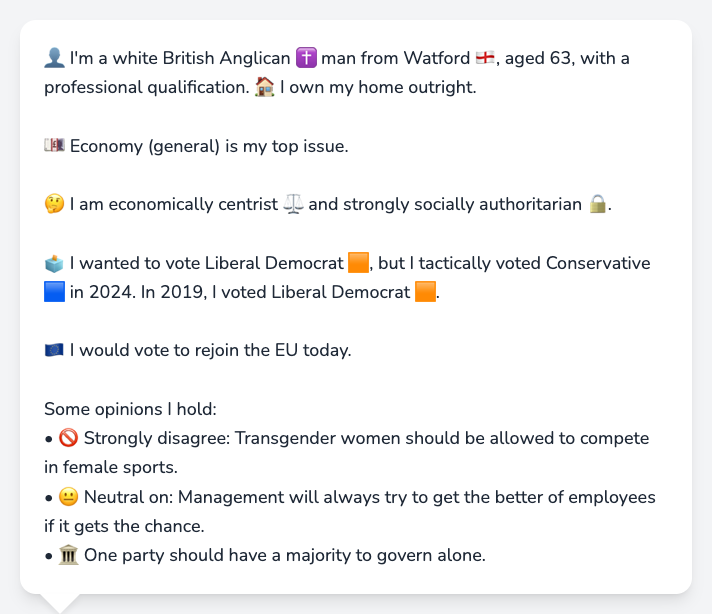 👤 I'm a white British Anglican ✝️ man from Watford 🏴󠁧󠁢󠁥󠁮󠁧󠁿, aged 63, with a
professional qualification. 🏠 I own my home outright.
💷 Economy (general) is my top issue.
🤔 I am economically centrist ⚖️ and strongly socially authoritarian 🔒.
🗳️ I wanted to vote Liberal Democrat 🟧, but I tactically voted Conservative
🟦 in 2024. In 2019, I voted Liberal Democrat 🟧.
🇪🇺 I would vote to rejoin the EU today.
Some opinions I hold:
• 🚫 Strongly disagree: Transgender women should be allowed to compete
in female sports.
• 😐 Neutral on: Management will always try to get the better of employees
if it gets the chance.
• 🏛️ One party should have a majority to govern alone.